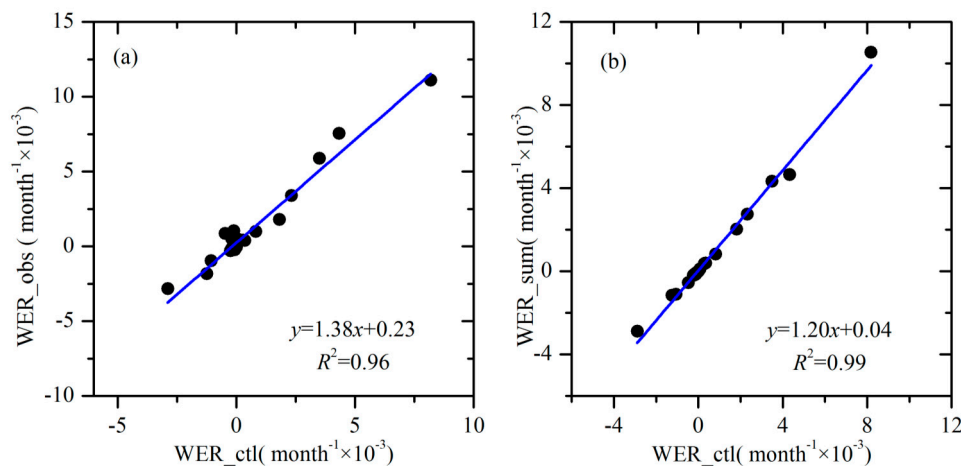 (a)
WER_obs ( month⁻¹×10⁻³)
15
10
5
0
-5
-10
y=1.38x+0.23
R²=0.96
-5
0
5
10
WER_ctl( month⁻¹×10⁻³)
(b)
WER_sum( month⁻¹×10⁻³)
12
8
4
0
-4
y=1.20x+0.04
R²=0.99
-4
0
4
8
12
WER_ctl( month⁻¹×10⁻³)